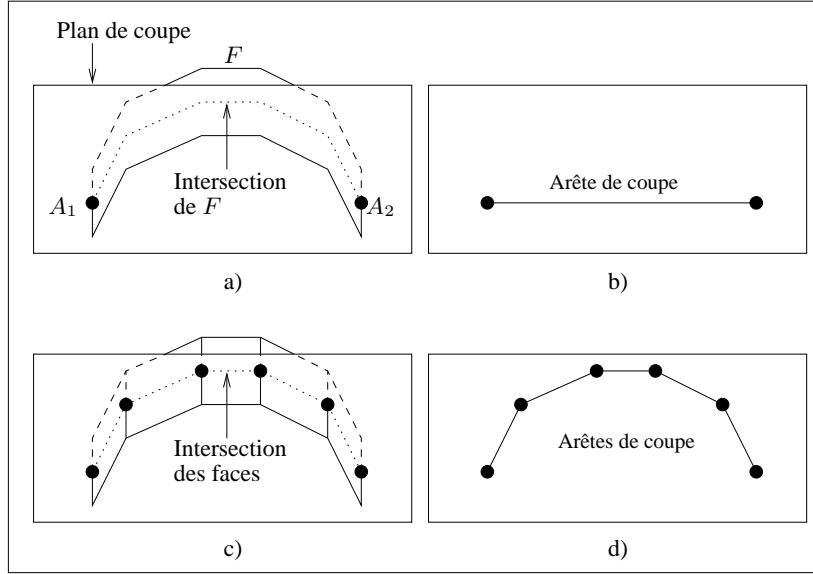 Plan de coupe
F
Intersection
de F
A1
A2
a)
Arête de coupe
b)
Intersection
des faces
c)
Arêtes de coupe
d)